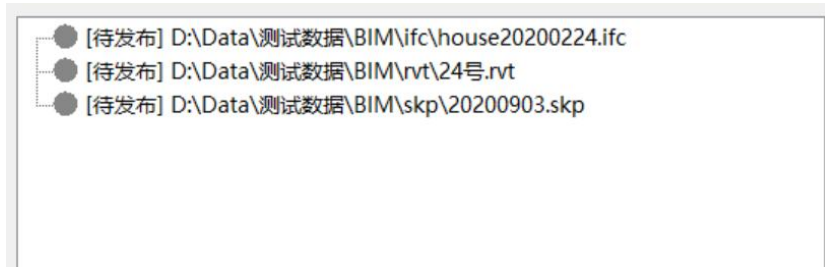 [待发布] D:\Data\测试数据\BIM\ifc\house20200224.ifc
[待发布] D:\Data\测试数据\BIM\rvt\24号.rvt
[待发布] D:\Data\测试数据\BIM\skp\20200903.skp